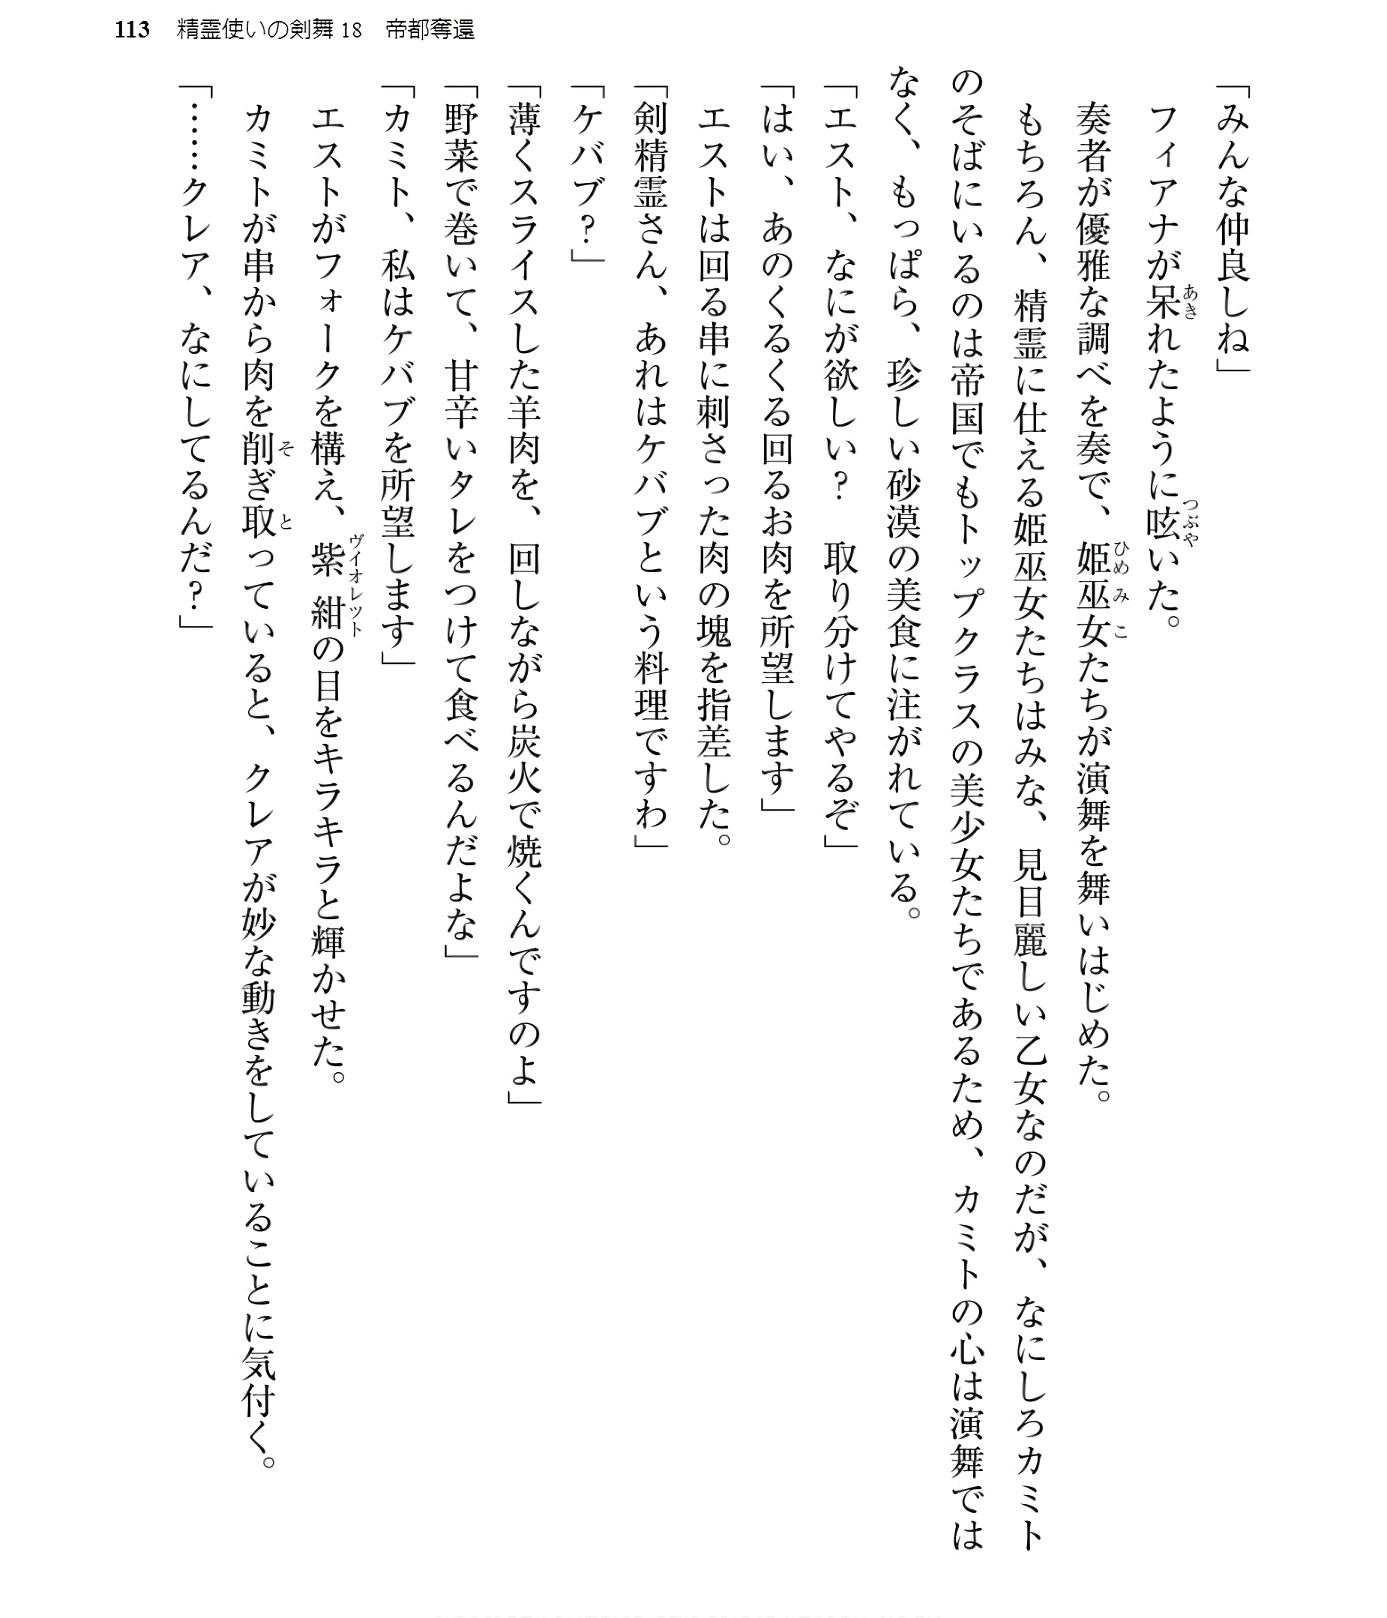 113 精霊使いの剣舞18 帝都奪還
「みんな仲良しね」
フィアナが呆れたように呟いた。
奏者が優雅な調べを奏で、姫巫女たちが演舞を舞いはじめた。
もちろん、精霊に仕える姫巫女たちはみな、見目麗しい乙女なのだが、なにしろカミト
のそばにいるのは帝国でもトップクラスの美少女たちであるため、カミトの心は演舞では
なく、もっぱら、珍しい砂漠の美食に注がれている。
「エスト、なにが欲しい? 取り分けてやるぞ」
「はい、あのくるくる回るお肉を所望します」
エストは回る串に刺さった肉の塊を指差した。
「剣精霊さん、あれはケバブという料理ですわ」
「ケバブ?」
「薄くスライスした羊肉を、回しながら炭火で焼くんですのよ」
「野菜で巻いて、甘辛いタレをつけて食べるんだよな」
「カミト、私はケバブを所望します」
エストがフォークを構え、紫紺の目をキラキラと輝かせた。
カミトが串から肉を削ぎ取っていると、クレアが妙な動きをしていることに気付く。
「……クレア、なにしてるんだ?」
あき
つぶや
ひめみこ
ヴイオレツト
そ
と